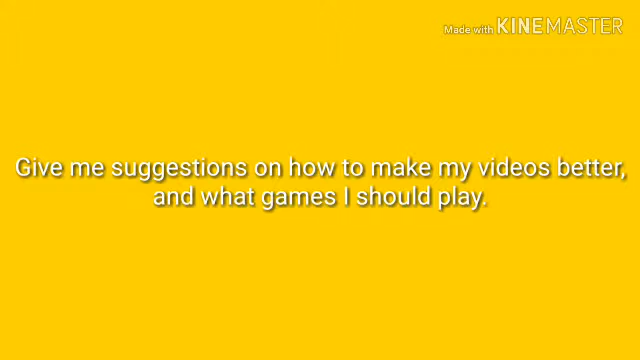 Made with KINEMASTER
Give me suggestions on how to make my videos better,
and what games I should play.